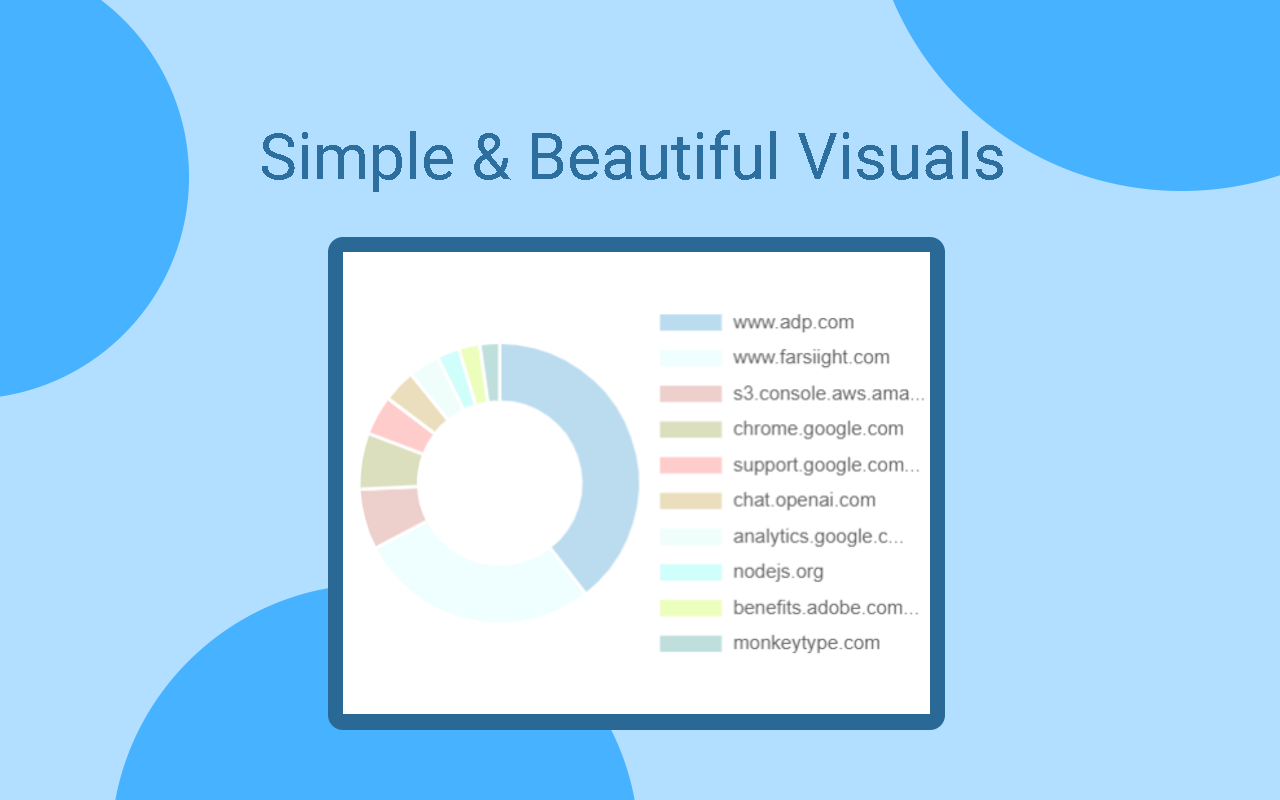 Simple & Beautiful Visuals
www.adp.com
www.farsiight.com
s3.console.aws.ama...
chrome.google.com
support.google.com...
chat.openai.com
analytics.google.c...
nodejs.org
benefits.adobe.com...
monkeytype.com